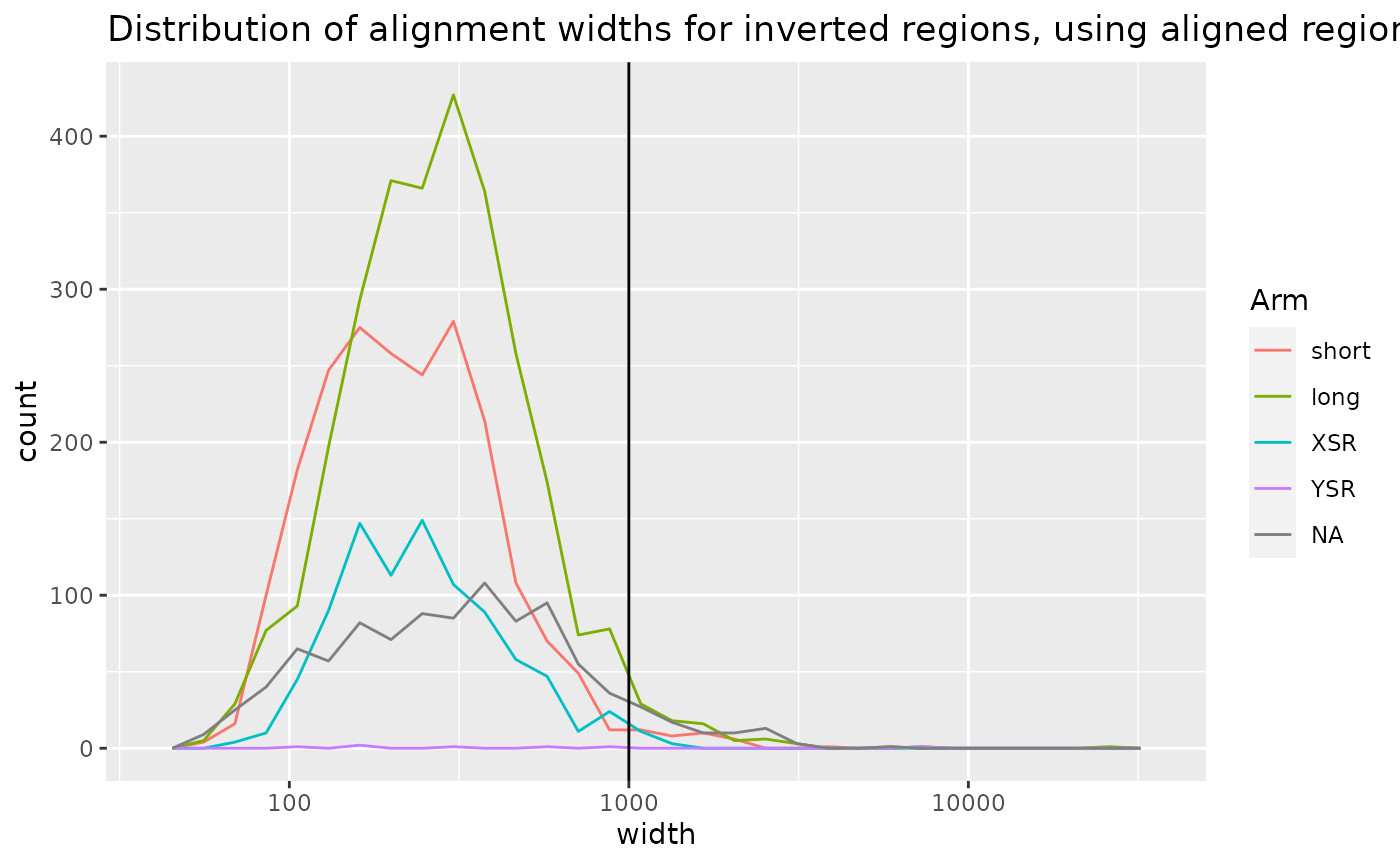 Distribution of alignment widths for inverted regions, using aligned region
400
300
200
100
0
count
100
1000
10000
width
Arm
short
long
XSR
YSR
NA